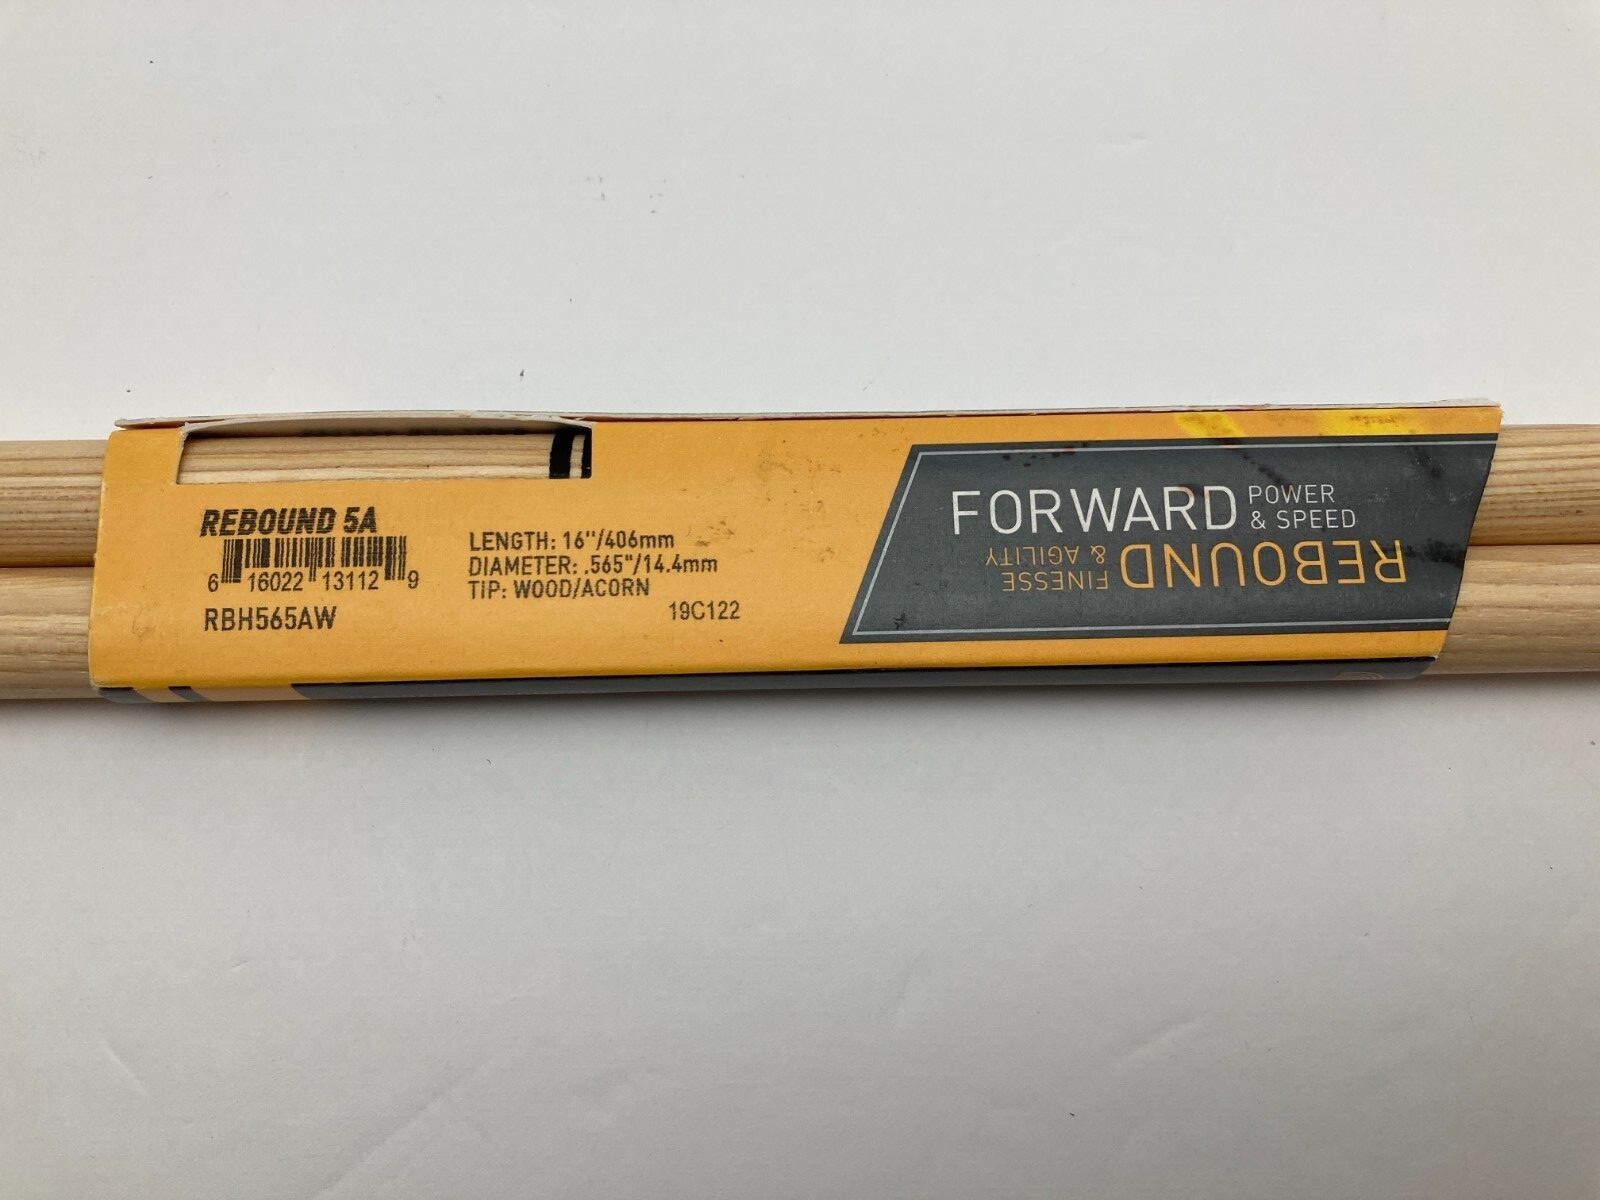 REBOUND 5A
6 16022 13112 9
RBH565AW
LENGTH: 16"/406mm
DIAMETER: .565"/14.4mm
TIP: WOOD/ACORN
19C122
FORWARD POWER
& SPEED
REBOUND FINESSE
& AGILITY